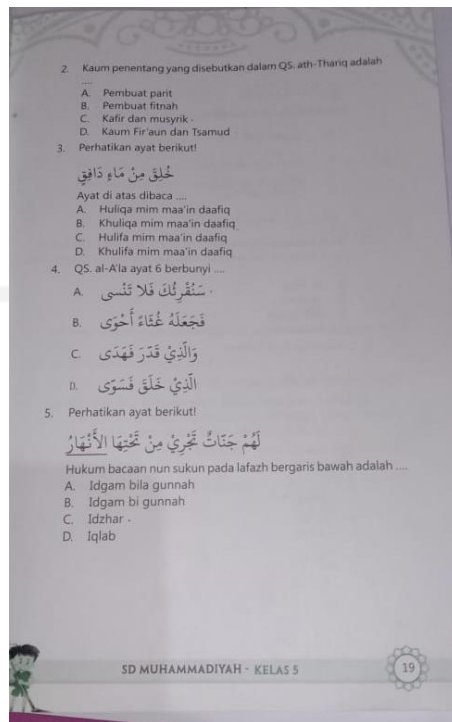 2. Kaum penentang yang disebutkan dalam QS. ath-Thariq adalah
....
A. Pembuat parit
B. Pembuat fitnah
C. Kafir dan musyrik
D. Kaum Fir'aun dan Tsamud
3. Perhatikan ayat berikut!
خُلِقَ مِنْ مَاءٍ دَافِقٍ
Ayat di atas dibaca ....
A. Huliqa mim maa'in daafiq
B. Khuliqa mim maa'in daafiq
C. Hulifa mim maa'in daafiq
D. Khulifa mim maa'in daafiq
4. QS. al-A'la ayat 6 berbunyi ....
A. سَنُقْرِئُكَ فَلَا تَنْسٰى
B. فَجَعَلَهُ غُثَاءً أَحْوَى
C. وَالَّذِيْ قَدَّرَ فَهَدَى
D. الَّذِيْ خَلَقَ فَسَوَّى
5. Perhatikan ayat berikut!
لَهُمْ جَنَّاتٌ تَجْرِيْ مِنْ تَحْتِهَا الْأَنْهَارُ
Hukum bacaan nun sukun pada lafazh bergaris bawah adalah ....
A. Idgam bila gunnah
B. Idgam bi gunnah
C. Idzhar
D. Iqlab
SD MUHAMMADIYAH - KELAS 5
19